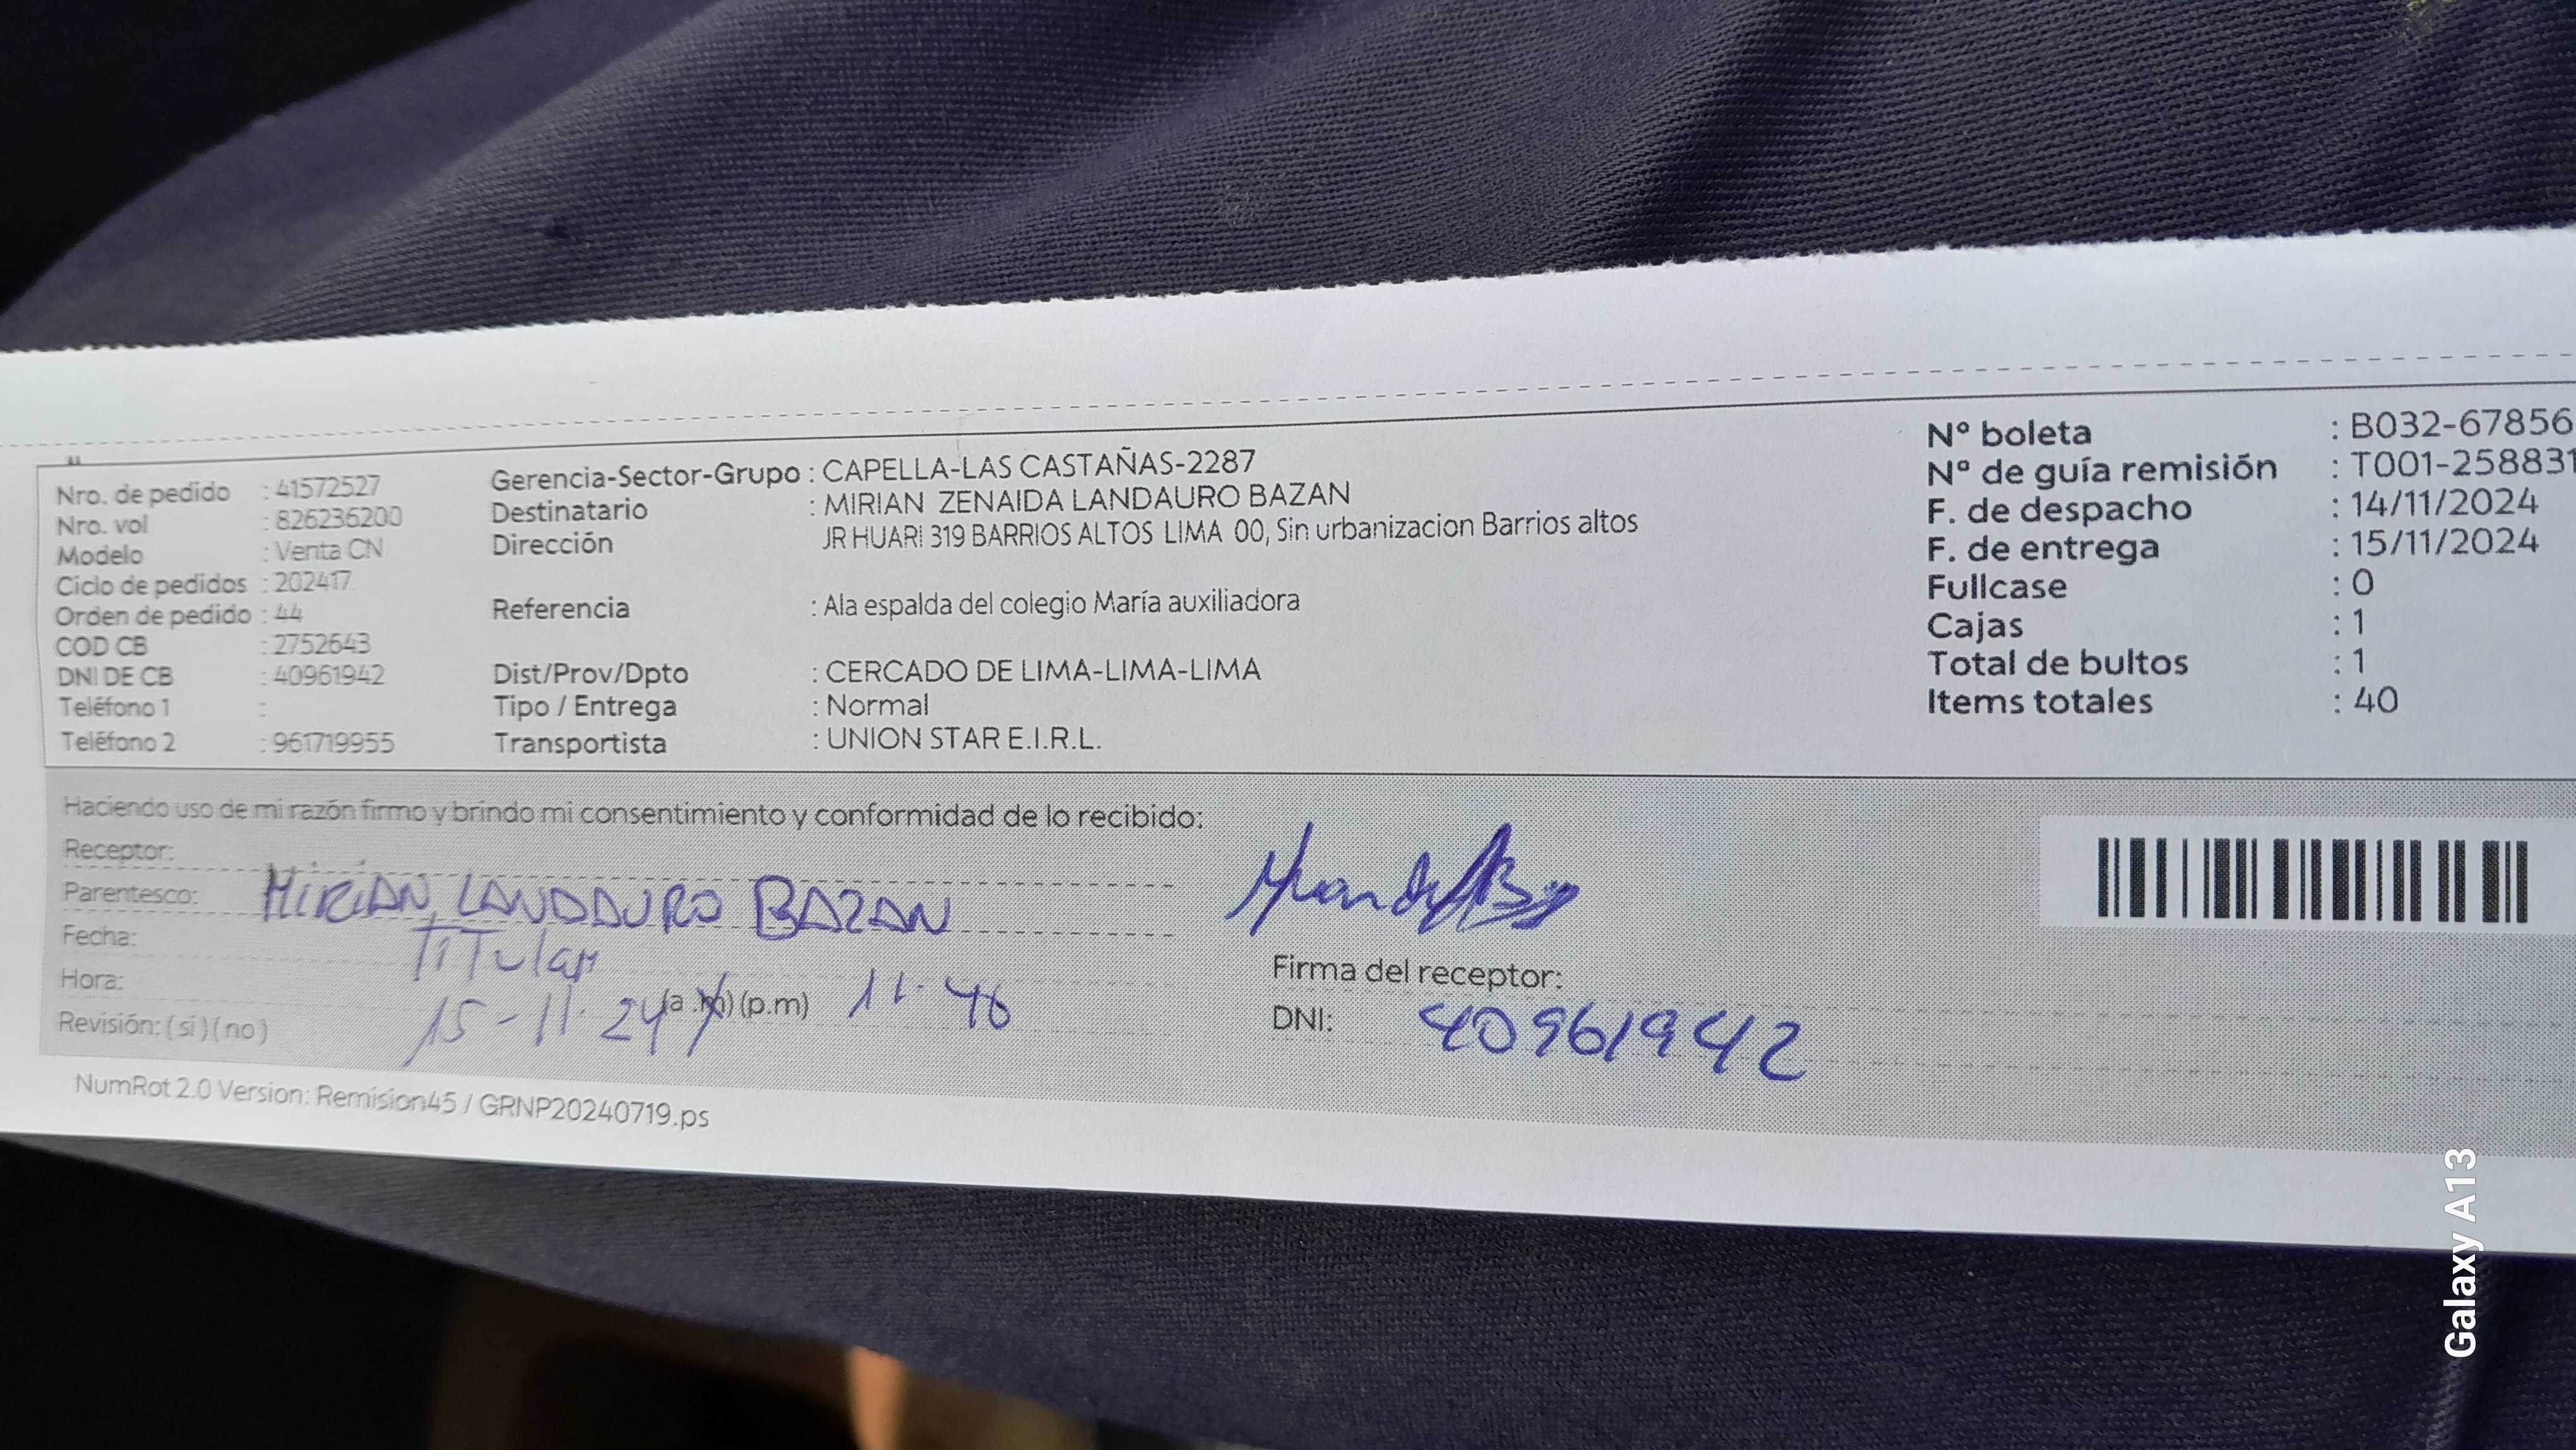 Nro. de pedido : 41572527
Nro. vol : 826236200
Modelo : Venta CN
Ciclo de pedidos : 202417
Orden de pedido : 44
COD CB : 2752643
DNI DE CB : 40961942
Teléfono 1 :
Teléfono 2 : 961719955
Gerencia-Sector-Grupo : CAPELLA-LAS CASTAÑAS-2287
Destinatario : MIRIAN ZENAIDA LANDAURO BAZAN
Dirección JR HUARI 319 BARRIOS ALTOS LIMA 00, Sin urbanizacion Barrios altos
Referencia : Ala espalda del colegio María auxiliadora
Dist/Prov/Dpto : CERCADO DE LIMA-LIMA-LIMA
Tipo / Entrega : Normal
Transportista : UNION STAR E.I.R.L.
Nº boleta : B032-67856
Nº de guía remisión : T001-258831
F. de despacho : 14/11/2024
F. de entrega : 15/11/2024
Fullcase : 0
Cajas : 1
Total de bultos : 1
Items totales : 40
Haciendo uso de mi razón firmo y brindo mi consentimiento y conformidad de lo recibido:
Receptor:
Parentesco: MIRIAN LANDAURO BAZAN
Fecha: TITular
Hora: 15-11-24 (a.m) (p.m) 11:46
Revisión: (si) (no)
Firma del receptor:
DNI: 40961942
NumRot 2.0 Version: Remision45 / GRNP20240719.ps
Galaxy A13